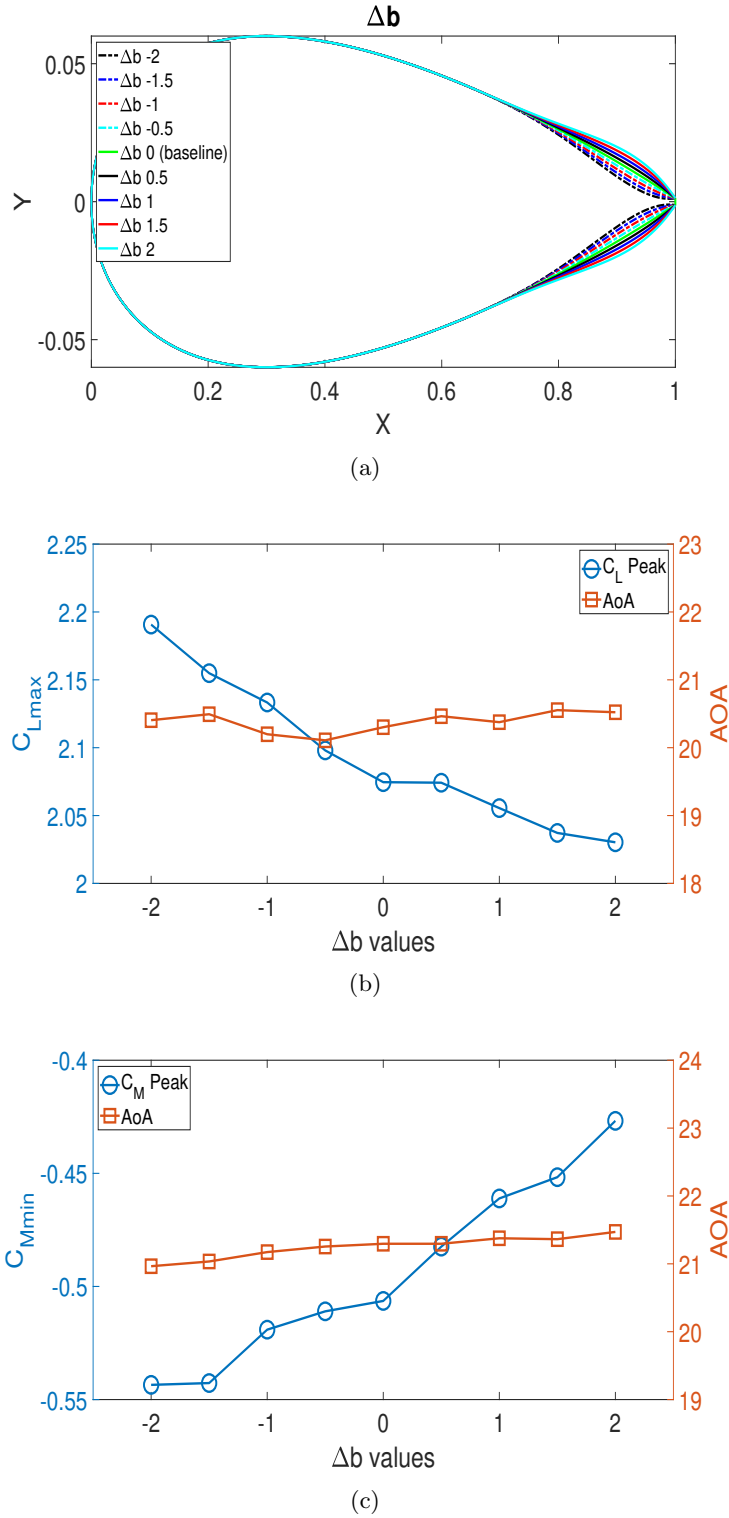 Δb
0.05
0
-0.05
Y
Δb -2
Δb -1.5
Δb -1
Δb -0.5
Δb 0 (baseline)
Δb 0.5
Δb 1
Δb 1.5
Δb 2
0 0.2 0.4 0.6 0.8 1
X
(a)
2.25
2.2
2.15
2.1
2.05
2
C_Lmax
C_L Peak
AoA
23
22
21
20
19
18
AOA
-2 -1 0 1 2
Δb values
(b)
-0.4
-0.45
-0.5
-0.55
C_Mmin
C_M Peak
AoA
24
23
22
21
20
19
AOA
-2 -1 0 1 2
Δb values
(c)